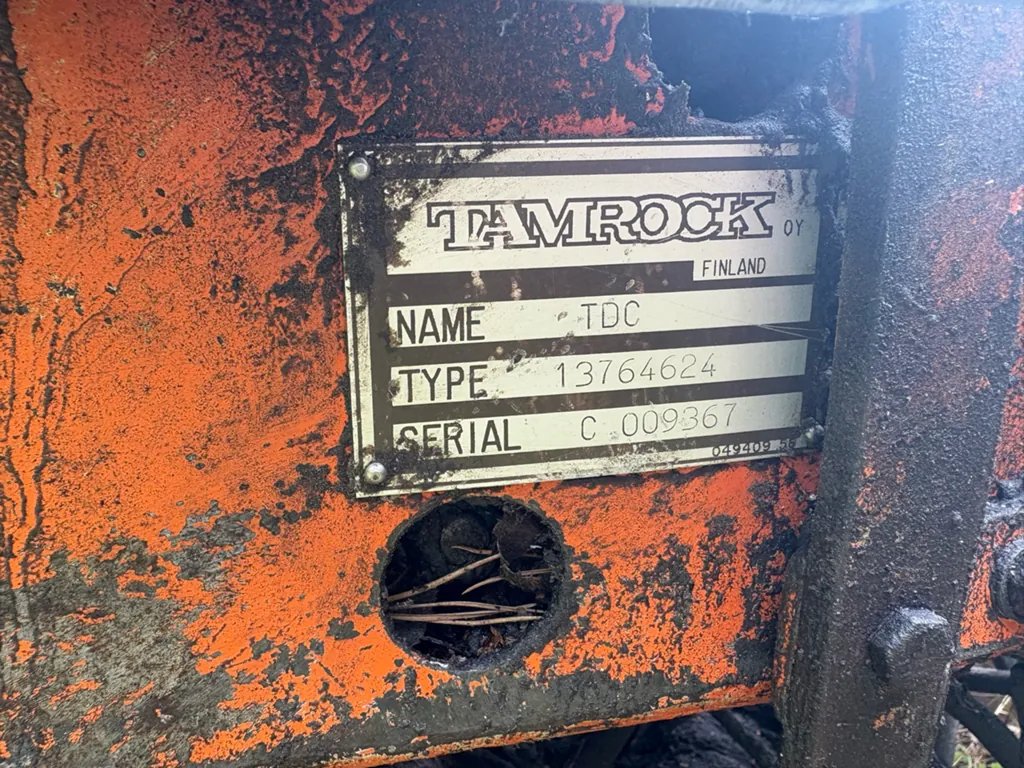 TAMROCK OY
FINLAND
NAME TDC
TYPE 13764624
SERIAL C 009367
049409 56